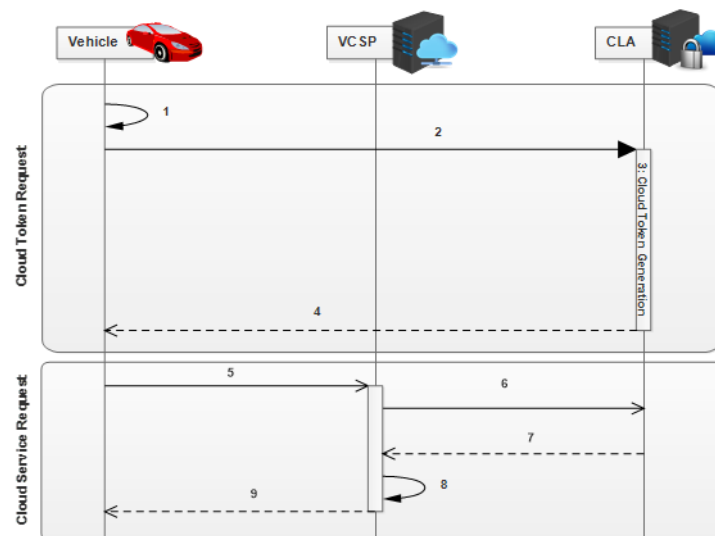 Vehicle
VCSP
CLA
Cloud Token Request
1
2
3: Cloud Token Generation
4
Cloud Service Request
5
6
7
8
9